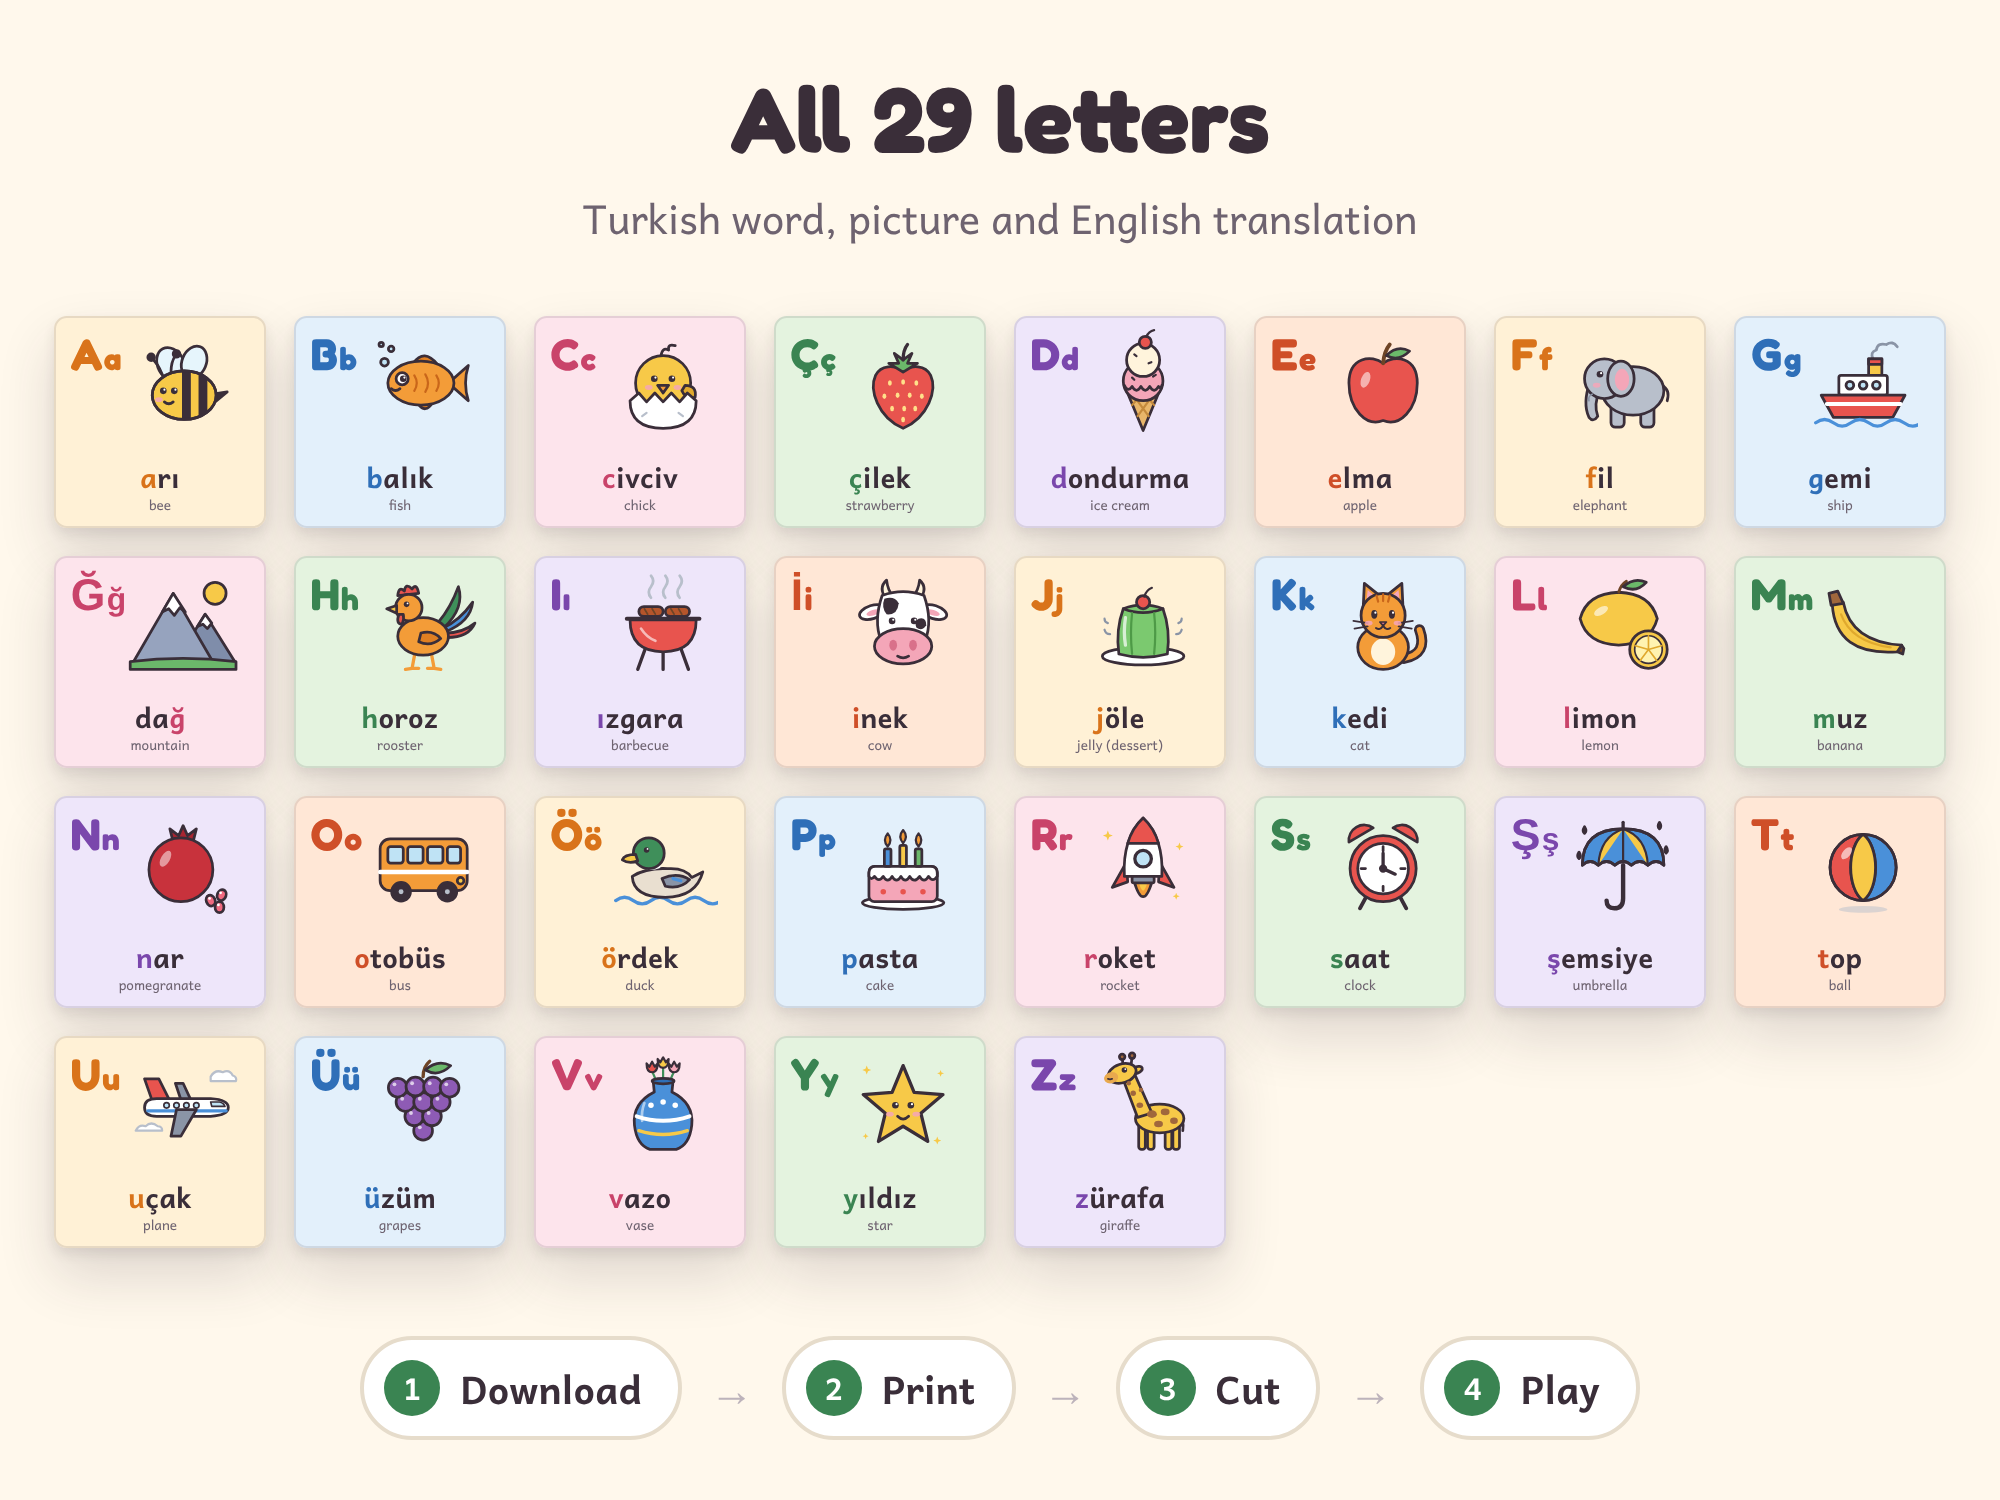 All 29 letters
Turkish word, picture and English translation
Aa
arı
bee
Bb
balık
fish
Cc
civciv
chick
Çç
çilek
strawberry
Dd
dondurma
ice cream
Ee
elma
apple
Ff
fil
elephant
Gg
gemi
ship
Ğğ
dağ
mountain
Hh
horoz
rooster
Iı
ızgara
barbecue
İi
inek
cow
Jj
jöle
jelly (dessert)
Kk
kedi
cat
Ll
limon
lemon
Mm
muz
banana
Nn
nar
pomegranate
Oo
otobüs
bus
Öö
ördek
duck
Pp
pasta
cake
Rr
roket
rocket
Ss
saat
clock
Şş
şemsiye
umbrella
Tt
top
ball
Uu
uçak
plane
Üü
üzüm
grapes
Vv
vazo
vase
Yy
yıldız
star
Zz
zürafa
giraffe
1 Download → 2 Print → 3 Cut → 4 Play